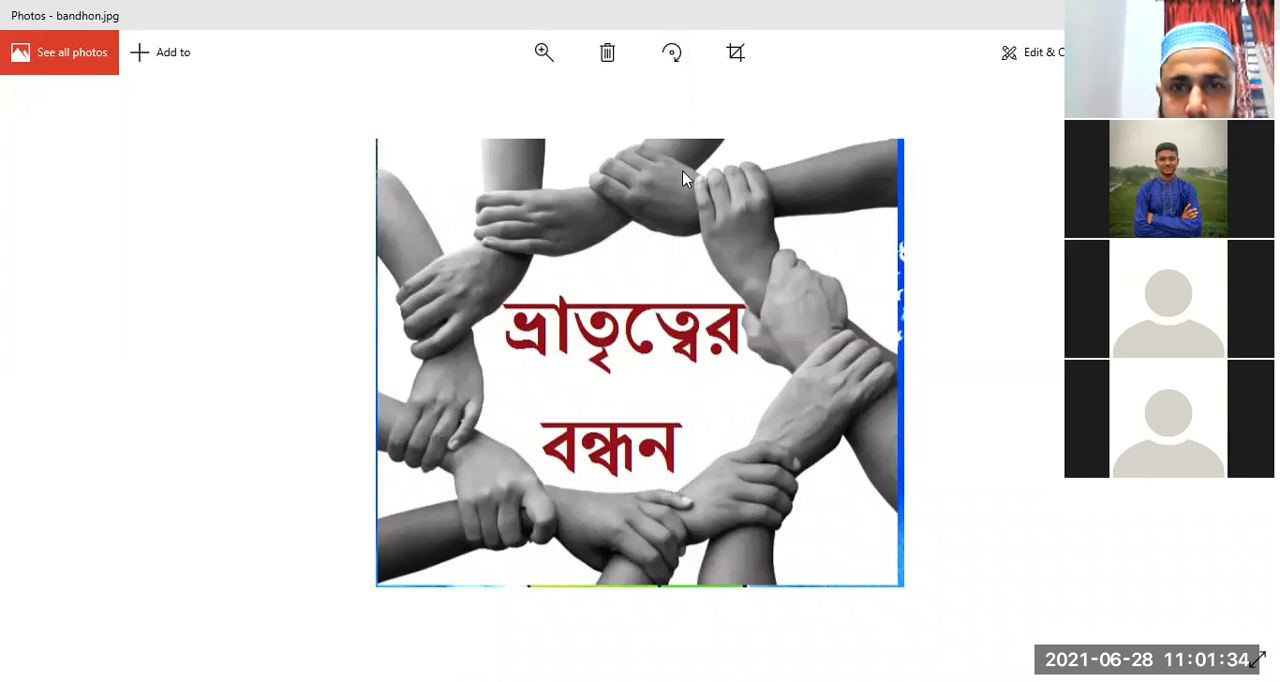 Photos - bandhon.jpg
See all photos
Add to
Edit & C
ভ্রাতৃত্বের
বন্ধন
2021-06-28 11:01:34